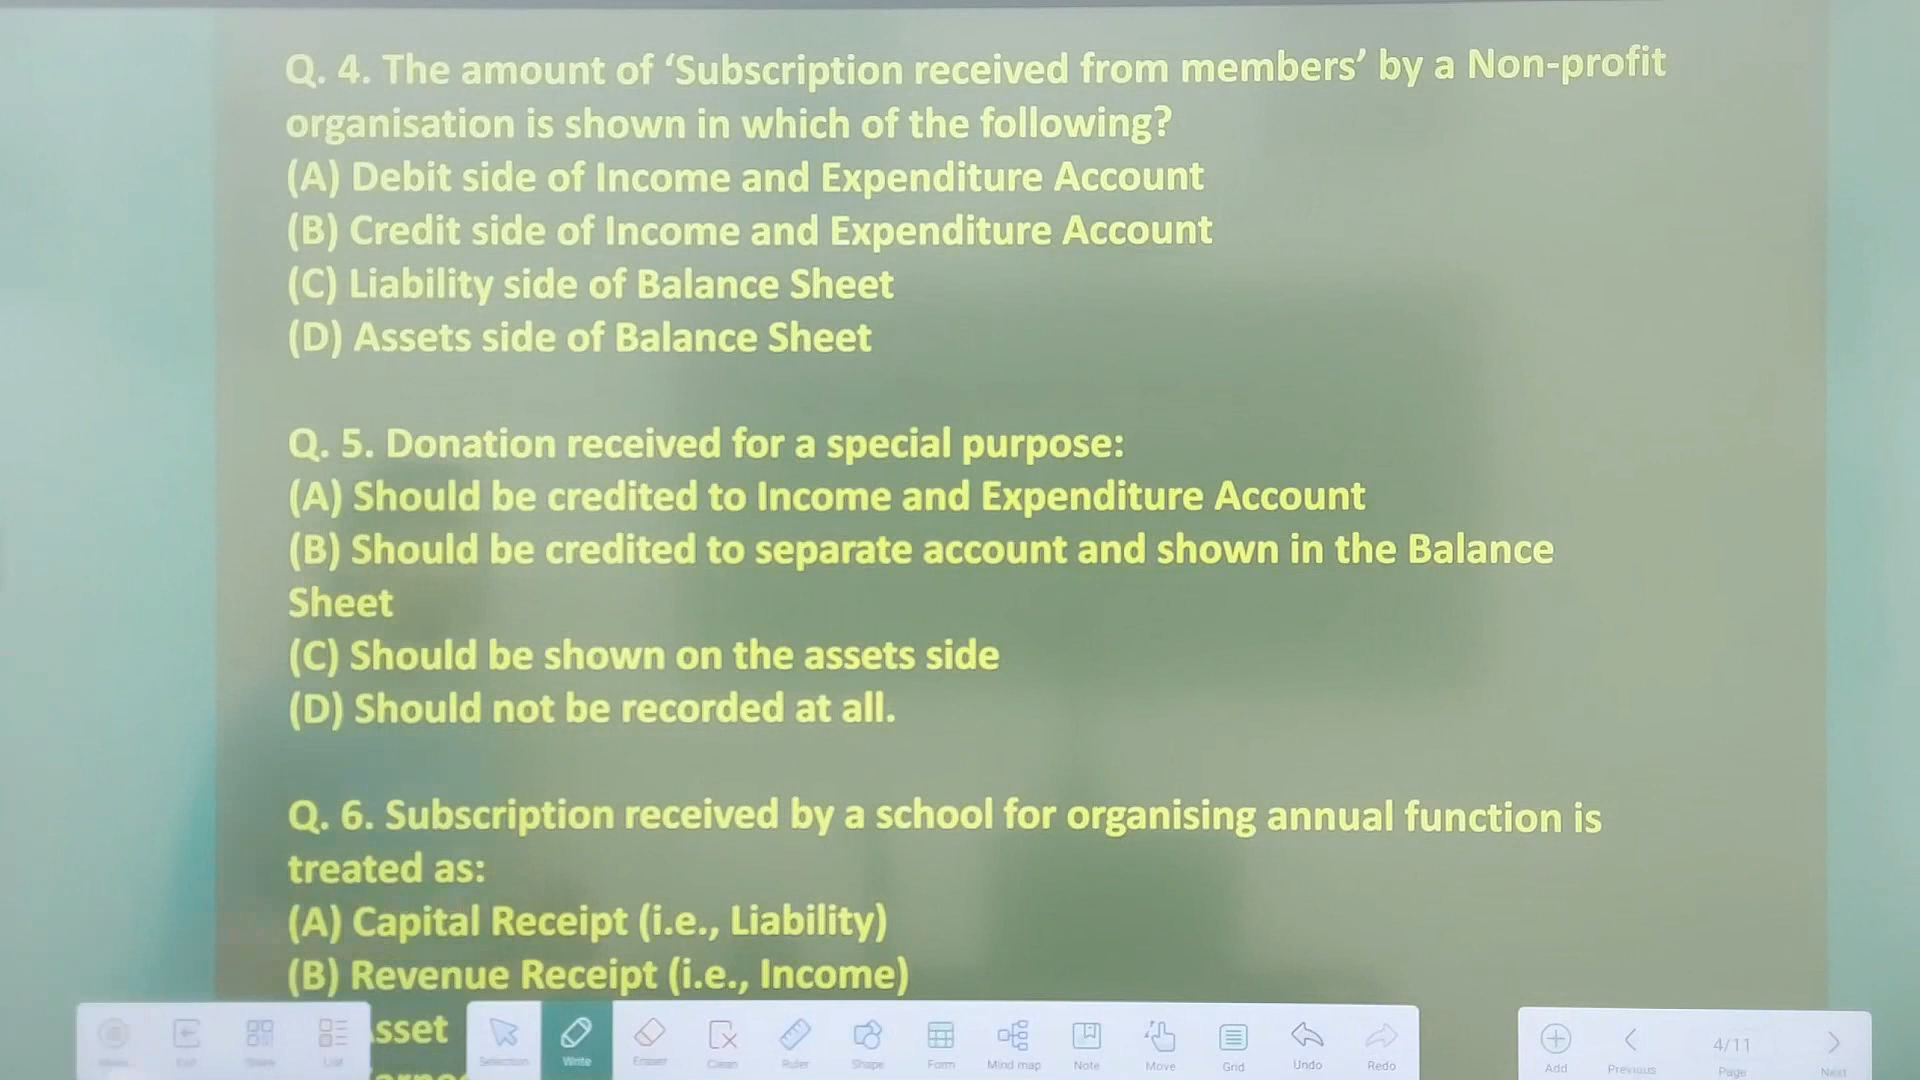 Q. 4. The amount of ‘Subscription received from members’ by a Non-profit
organisation is shown in which of the following?
(A) Debit side of Income and Expenditure Account
(B) Credit side of Income and Expenditure Account
(C) Liability side of Balance Sheet
(D) Assets side of Balance Sheet
Q. 5. Donation received for a special purpose:
(A) Should be credited to Income and Expenditure Account
(B) Should be credited to separate account and shown in the Balance
Sheet
(C) Should be shown on the assets side
(D) Should not be recorded at all.
Q. 6. Subscription received by a school for organising annual function is
treated as:
(A) Capital Receipt (i.e., Liability)
(B) Revenue Receipt (i.e., Income)
sset
Exit Share List Selection Write Eraser Clean Ruler Shape Form Mind map Note Move Grid Undo Redo Add Previous 4/11 Page Next